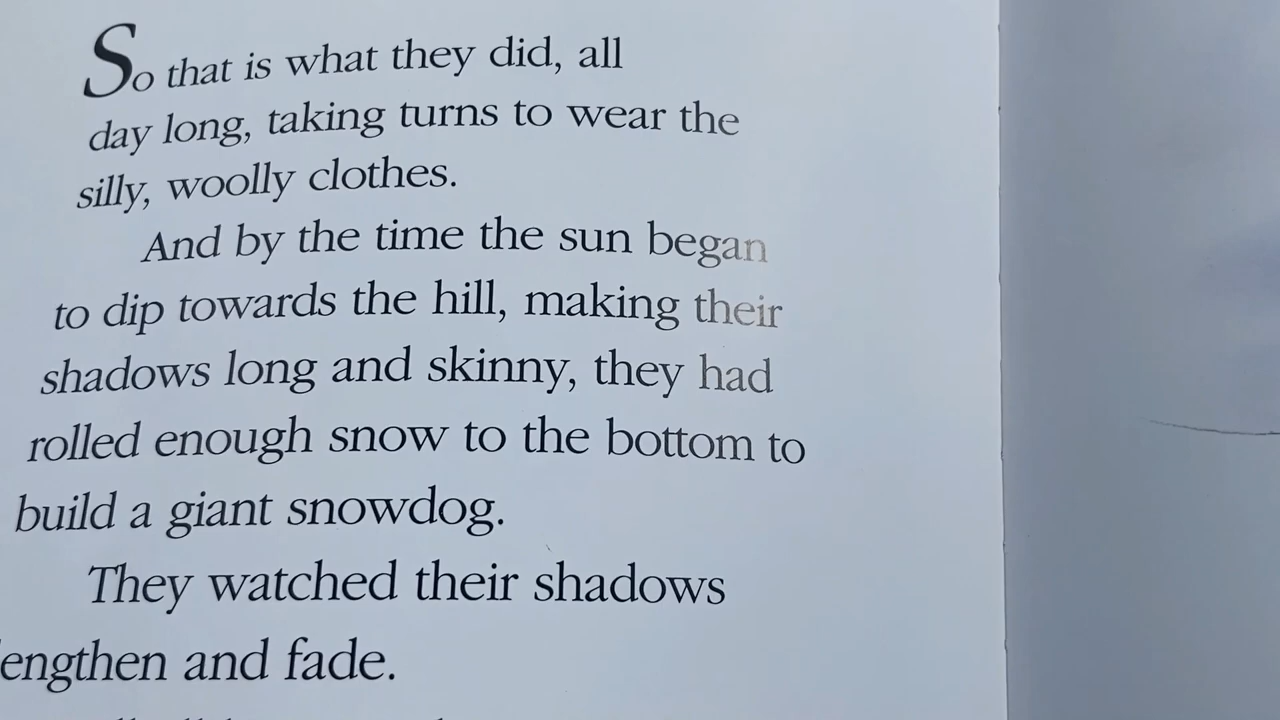 So that is what they did, all
day long, taking turns to wear the
silly, woolly clothes.
And by the time the sun began
to dip towards the hill, making their
shadows long and skinny, they had
rolled enough snow to the bottom to
build a giant snowdog.
They watched their shadows
lengthen and fade.